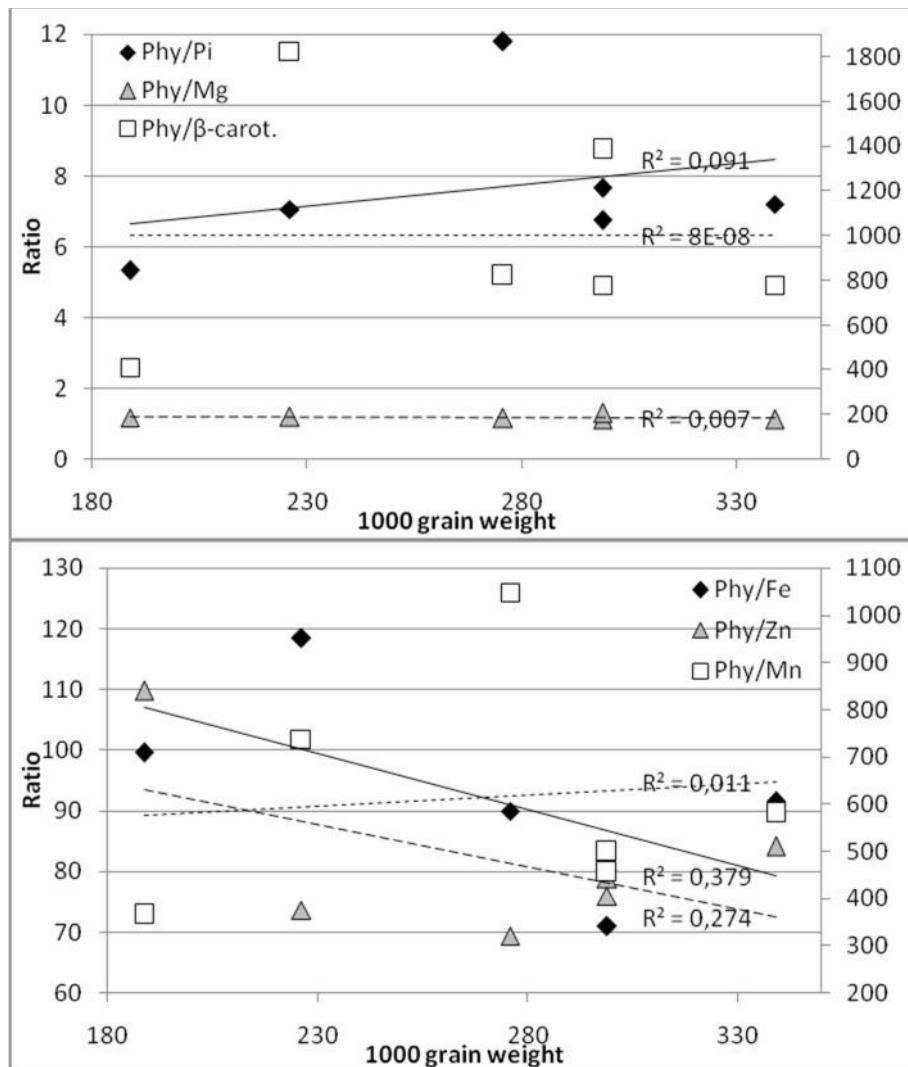 12
10
8
6
4
2
0
Ratio
Phy/Pi
Phy/Mg
Phy/β-carot.
R² = 0,091
R² = 8E-08
R² = 0,007
1800
1600
1400
1200
1000
800
600
400
200
0
180 230 280 330
1000 grain weight
130
120
110
100
90
80
70
60
Ratio
Phy/Fe
Phy/Zn
Phy/Mn
R² = 0,011
R² = 0,379
R² = 0,274
1100
1000
900
800
700
600
500
400
300
200
180 230 280 330
1000 grain weight